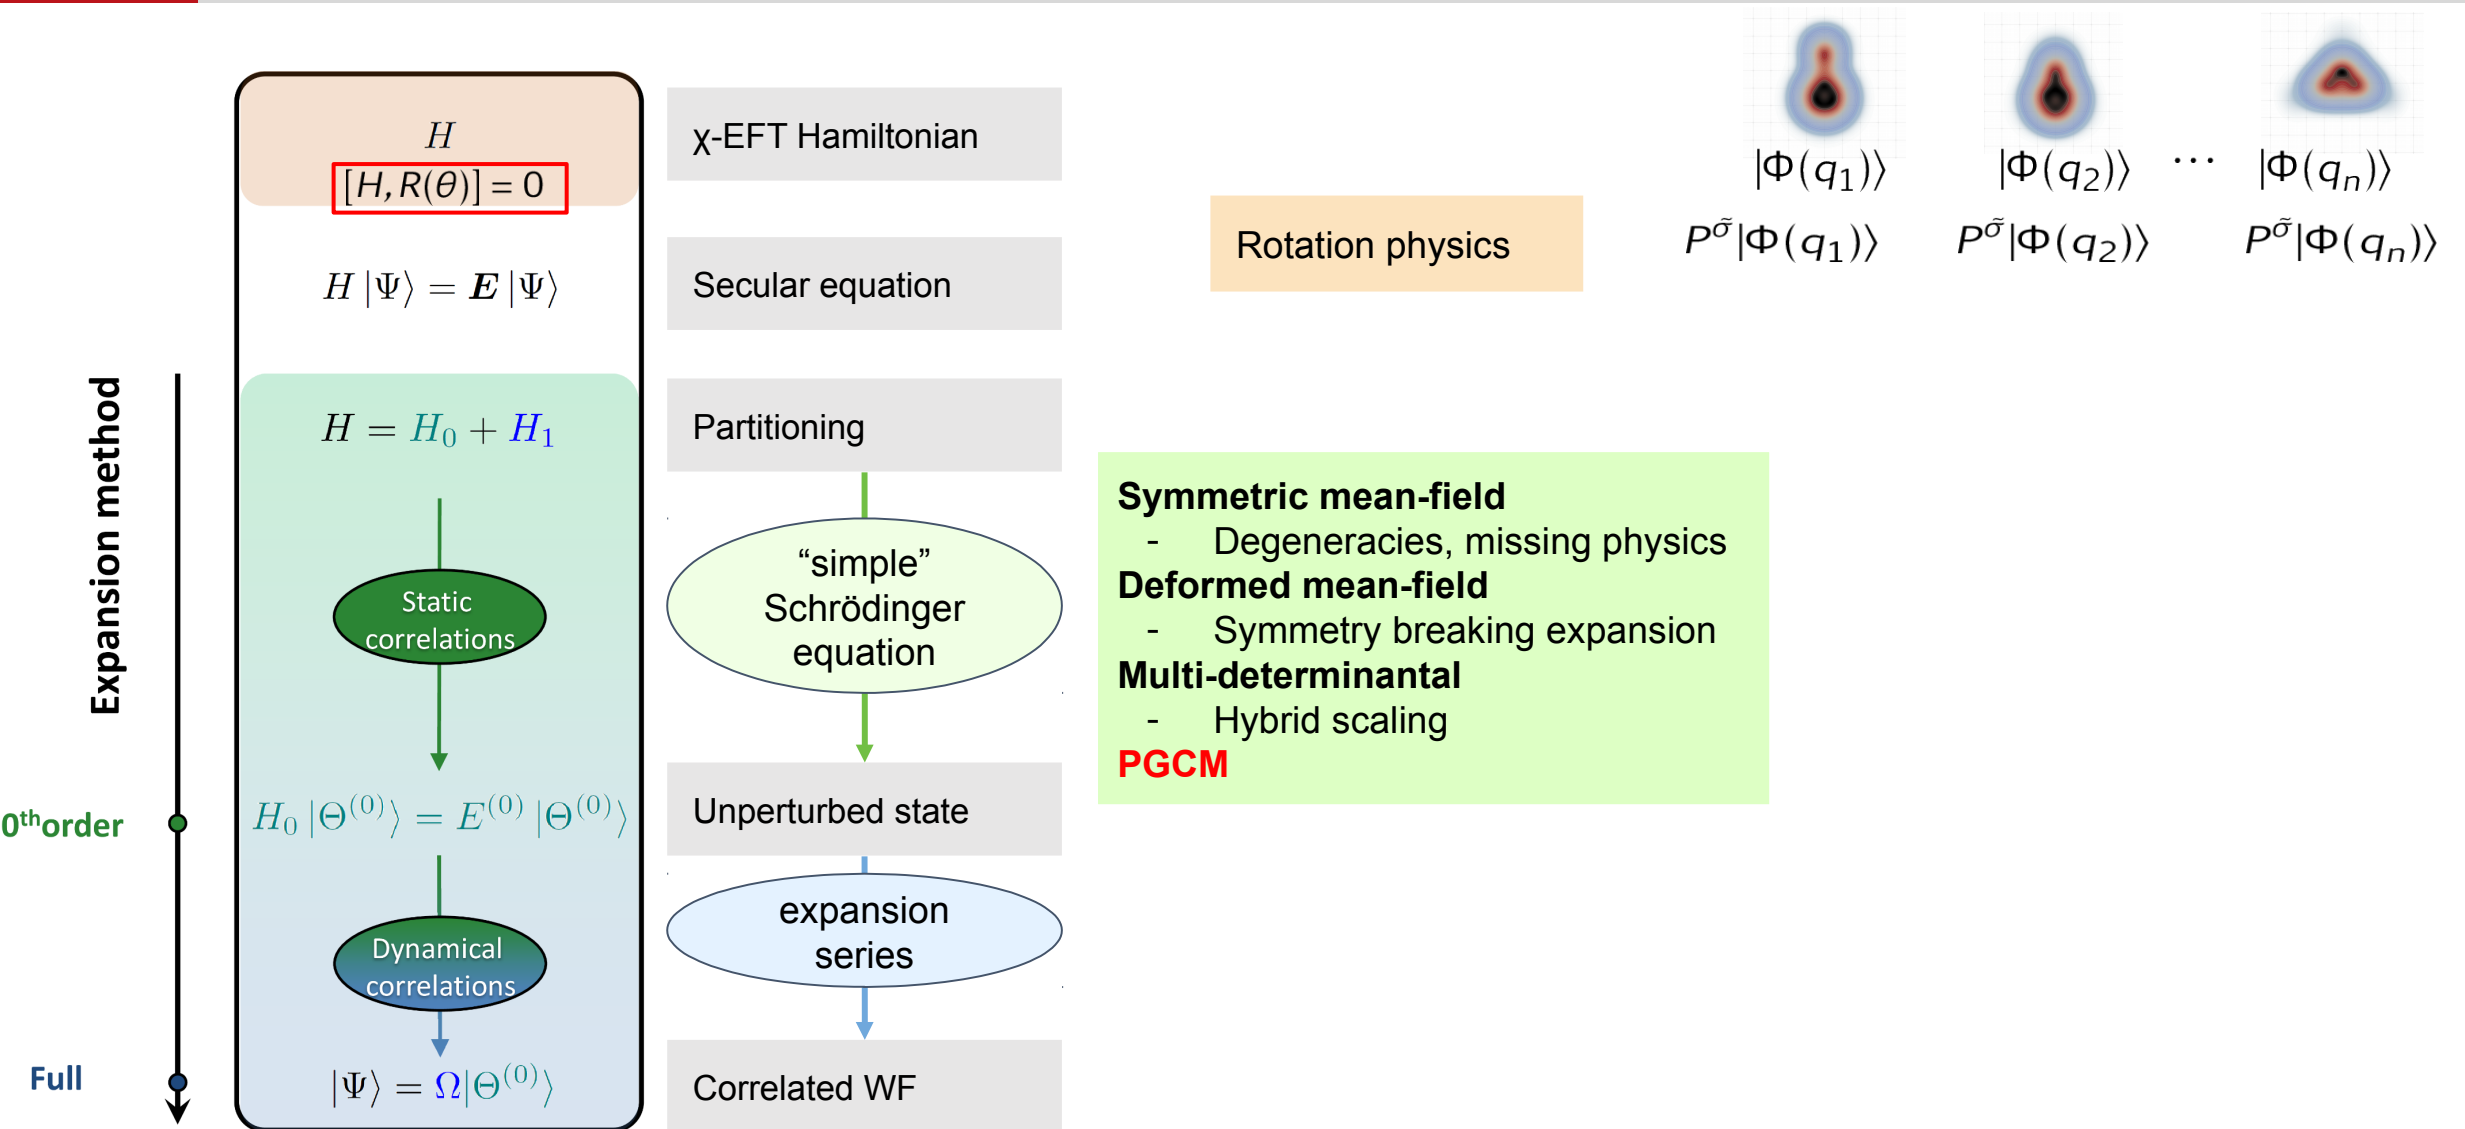 H
[H, R(θ)] = 0
H |Ψ⟩ = E |Ψ⟩
H = H₀ + H₁
Static
correlations
H₀ |Θ⁽⁰⁾⟩ = E⁽⁰⁾ |Θ⁽⁰⁾⟩
Dynamical
correlations
|Ψ⟩ = Ω|Θ⁽⁰⁾⟩
Expansion method
0ᵗʰorder
Full
χ-EFT Hamiltonian
Secular equation
Partitioning
“simple”
Schrödinger
equation
Unperturbed state
expansion
series
Correlated WF
Rotation physics
|Φ(q₁)⟩ |Φ(q₂)⟩ ⋯ |Φ(qₙ)⟩
P^σ̃|Φ(q₁)⟩ P^σ̃|Φ(q₂)⟩ P^σ̃|Φ(qₙ)⟩
Symmetric mean-field
- Degeneracies, missing physics
Deformed mean-field
- Symmetry breaking expansion
Multi-determinantal
- Hybrid scaling
PGCM